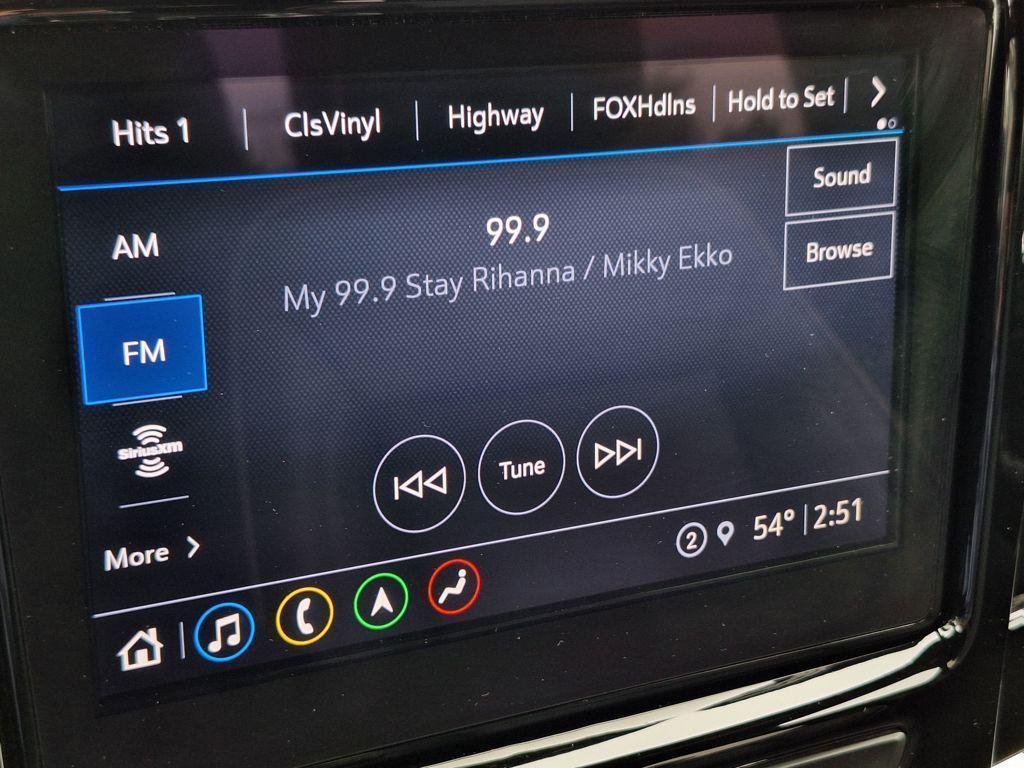 Hits 1 ClsVinyl Highway FOXHdlns Hold to Set
Sound
AM
99.9
Browse
My 99.9 Stay Rihanna / Mikky Ekko
FM
SiriusXM
Tune
More
2 54° 2:51